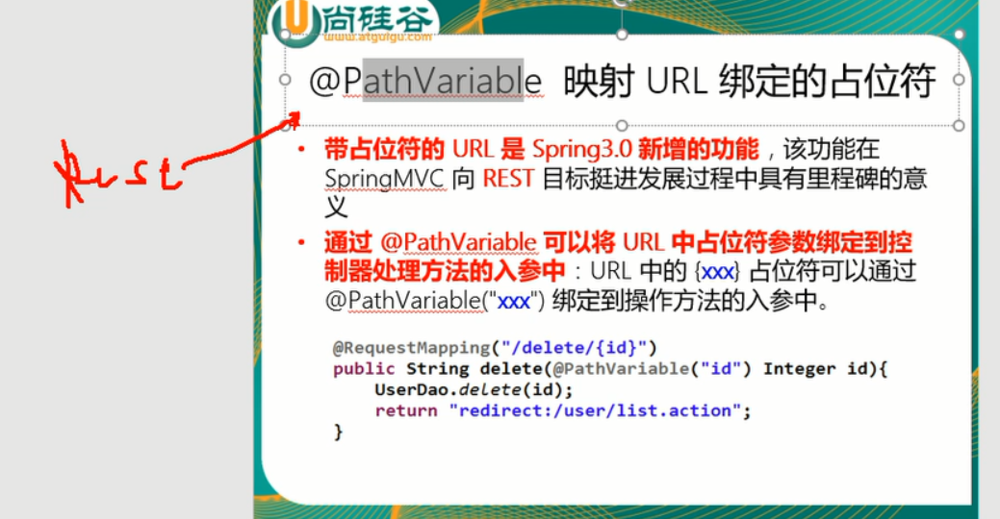 尚硅谷
www.atguigu.com
@PathVariable 映射 URL 绑定的占位符
Rest
• 带占位符的 URL 是 Spring3.0 新增的功能，该功能在
SpringMVC 向 REST 目标挺进发展过程中具有里程碑的意
义
• 通过 @PathVariable 可以将 URL 中占位符参数绑定到控
制器处理方法的入参中：URL 中的 {xxx} 占位符可以通过
@PathVariable("xxx") 绑定到操作方法的入参中。
@RequestMapping("/delete/{id}")
public String delete(@PathVariable("id") Integer id){
UserDao.delete(id);
return "redirect:/user/list.action";
}